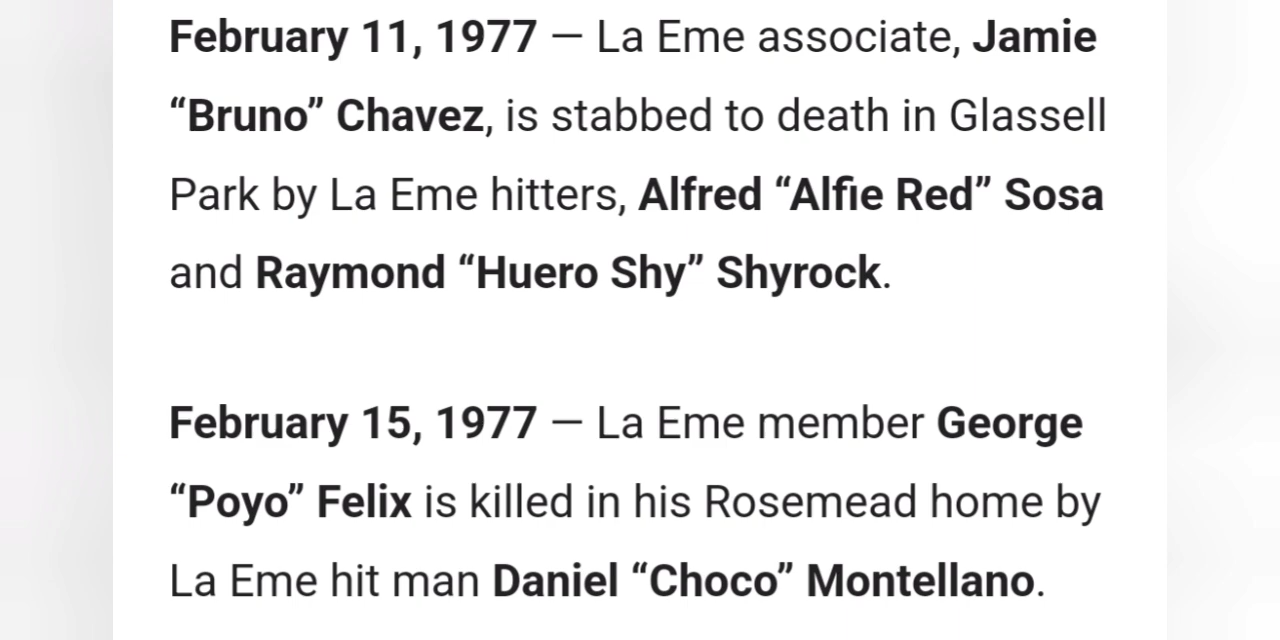 February 11, 1977 — La Eme associate, Jamie
“Bruno” Chavez, is stabbed to death in Glassell
Park by La Eme hitters, Alfred “Alfie Red” Sosa
and Raymond “Huero Shy” Shyrock.
February 15, 1977 — La Eme member George
“Poyo” Felix is killed in his Rosemead home by
La Eme hit man Daniel “Choco” Montellano.